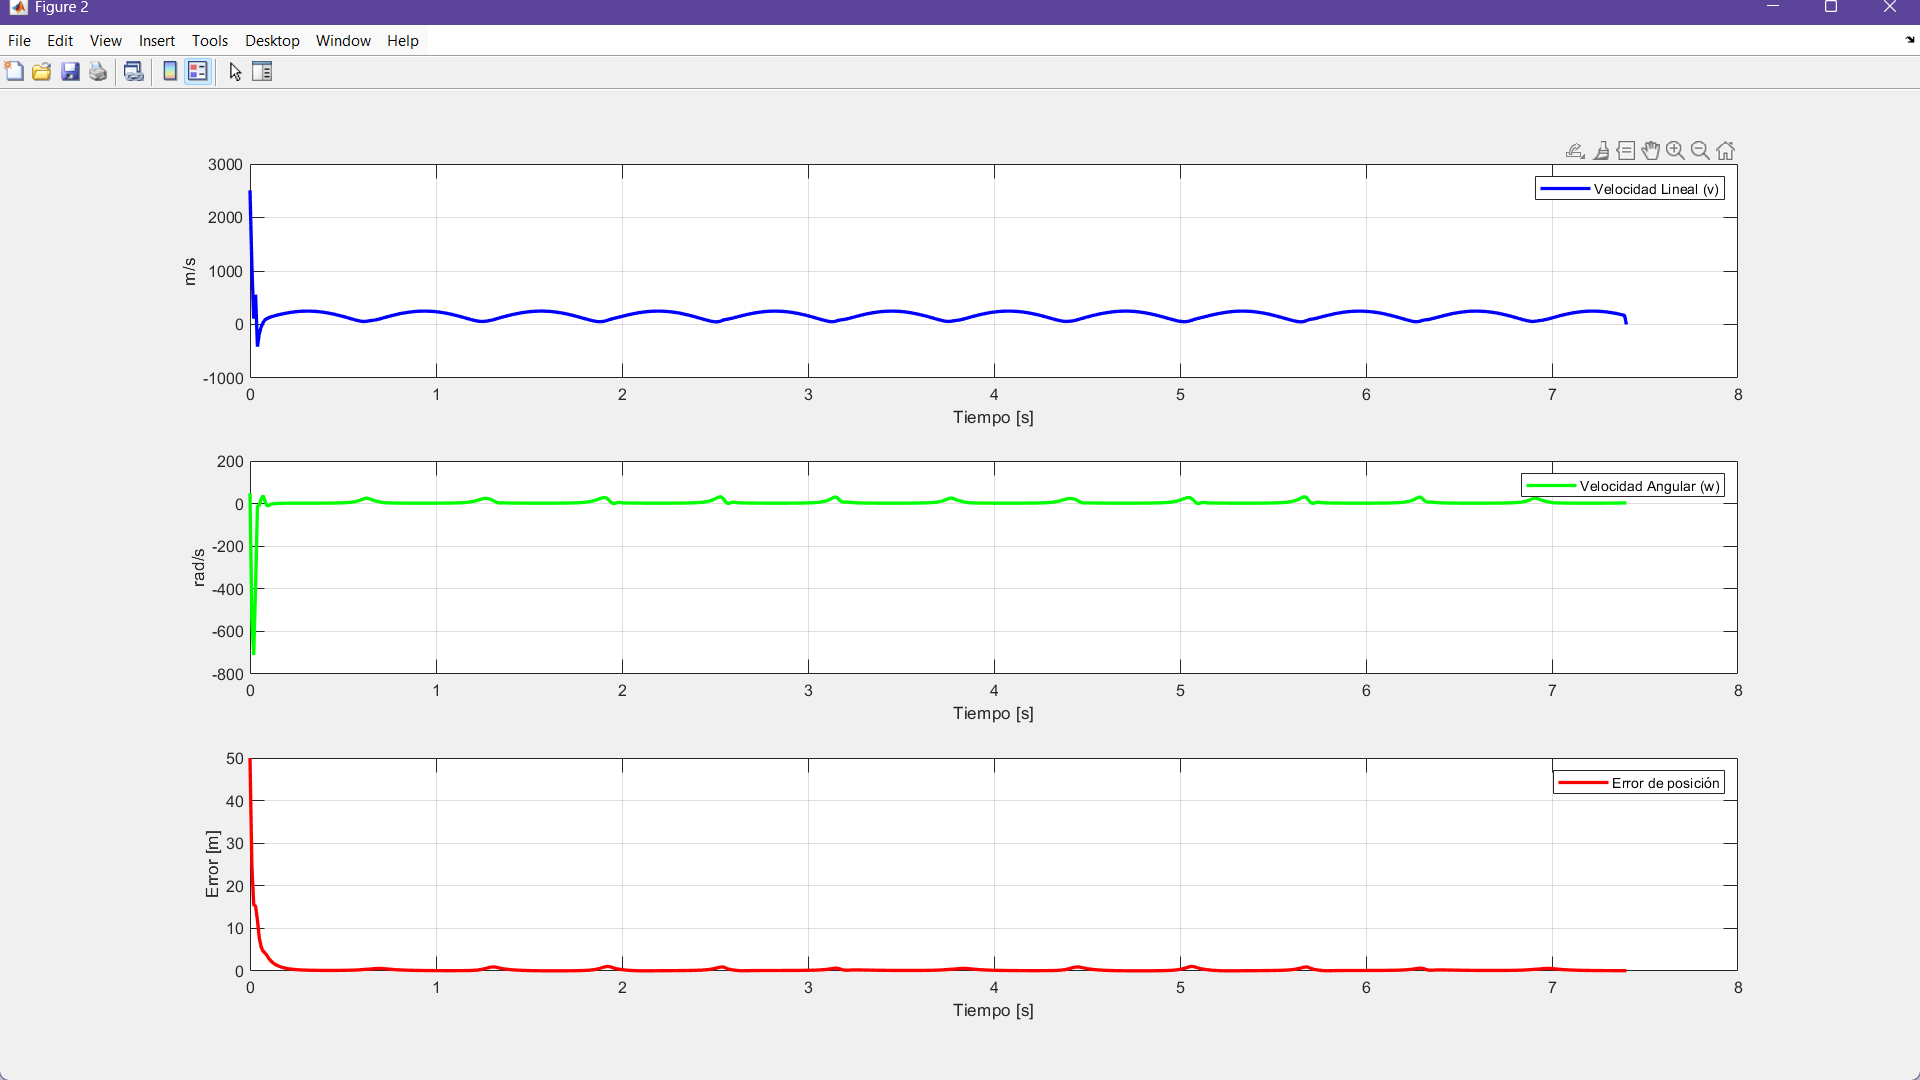 Figure 2
File Edit View Insert Tools Desktop Window Help
3000
2000
1000
0
-1000
m/s
Velocidad Lineal (v)
0 1 2 3 4 5 6 7 8
Tiempo [s]
200
0
-200
-400
-600
-800
rad/s
Velocidad Angular (w)
0 1 2 3 4 5 6 7 8
Tiempo [s]
50
40
30
20
10
0
Error [m]
Error de posición
0 1 2 3 4 5 6 7 8
Tiempo [s]